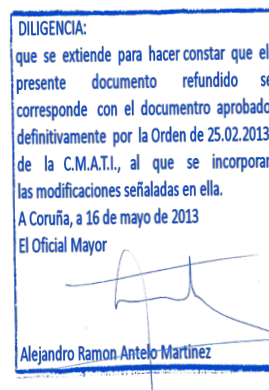 DILIGENCIA:
que se extiende para hacer constar que el
presente documento refundido se
corresponde con el documentro aprobado
definitivamente por la Orden de 25.02.2013
de la C.M.A.T.I., al que se incorporan
las modificaciones señaladas en ella.
A Coruña, a 16 de mayo de 2013
El Oficial Mayor
Alejandro Ramon Antelo Martinez